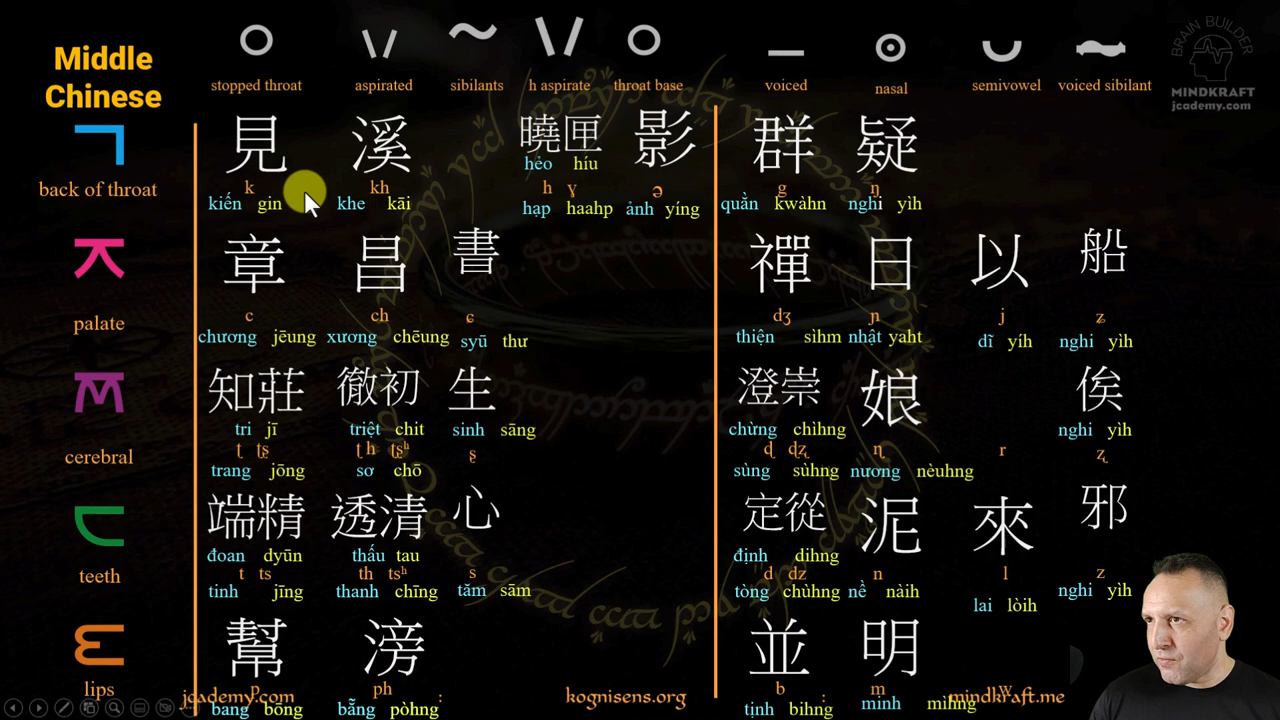 Middle
Chinese
BRAIN BUILDER
MINDKRAFT
jcademy.com
stopped throat aspirated sibilants h aspirate throat base voiced nasal semivowel voiced sibilant
見 溪 曉匣 影 群 疑
hẻo híu
back of throat
k kh h ɣ ə g ŋ
kiến gin khe kāi hạp haahp ảnh yíng quằn kwàhn nghi yìh
章 昌 書 禪 日 以 船
palate
c ch ɕ dʒ ɲ j ʑ
chương jēung xương chēung syū thư thiện sìhm nhật yaht dĩ yíh nghi yìh
知莊 徹初 生 澄崇 娘 俟
tri jī triệt chit sinh sāng chừng chìhng nghi yìh
cerebral
ʈ ʈʂ ʈh ʈʂʰ ʂ ɖ ɖʐ ɳ r ʐ
trang jōng sơ chō sùng sùhng nương nèuhng
端精 透清 心 定從 泥 來 邪
đoan dyūn thấu tau định dihng
teeth
t ts th tsʰ s d dz n l z
tinh jīng thanh chīng tăm sām tòng chùhng nề nàih lai lòih nghi yìh
幫 滂 並 明
lips
p ph b m w
bang bōng bẵng pòhng tịnh bihng minh mìhng
jcademy.com : kognisens.org : mindkraft.me